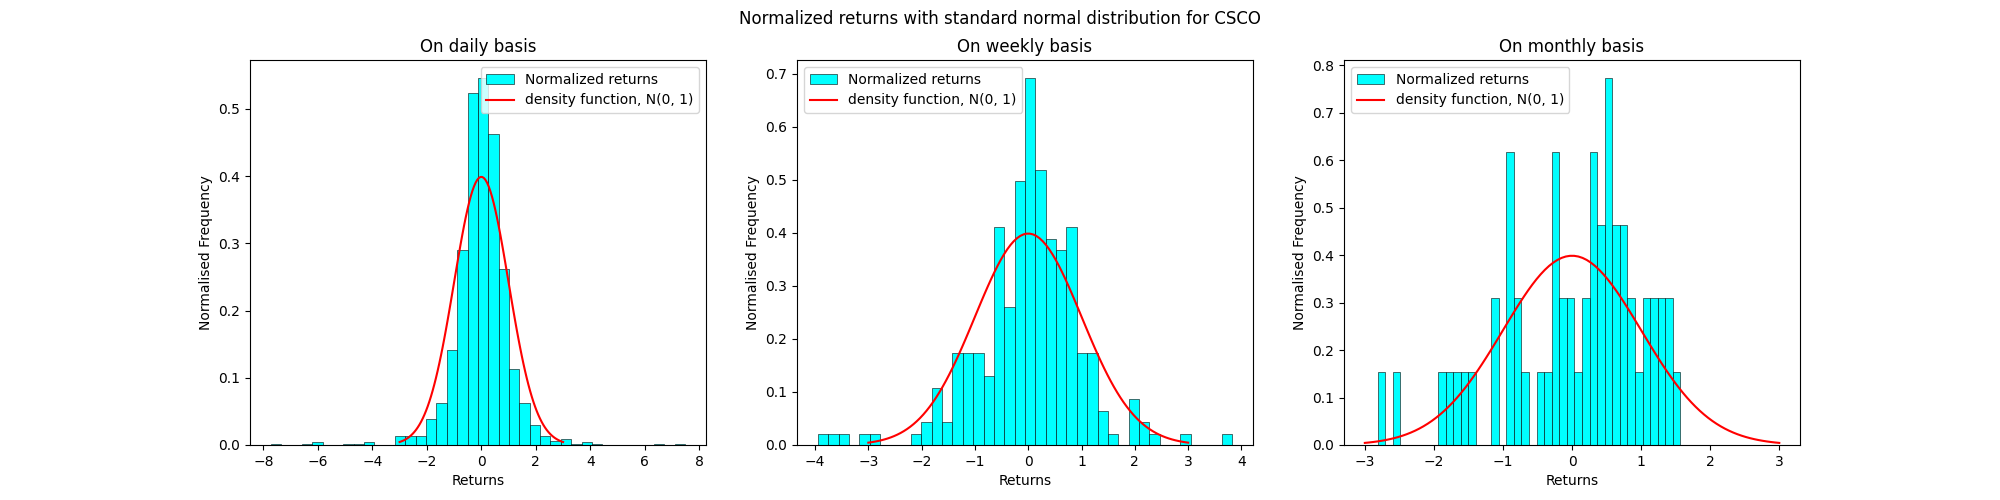 Normalized returns with standard normal distribution for CSCO
On daily basis
Normalized returns
density function, N(0, 1)
Normalised Frequency
0.5
0.4
0.3
0.2
0.1
0.0
−8 −6 −4 −2 0 2 4 6 8
Returns
On weekly basis
Normalized returns
density function, N(0, 1)
Normalised Frequency
0.7
0.6
0.5
0.4
0.3
0.2
0.1
0.0
−4 −3 −2 −1 0 1 2 3 4
Returns
On monthly basis
Normalized returns
density function, N(0, 1)
Normalised Frequency
0.8
0.7
0.6
0.5
0.4
0.3
0.2
0.1
0.0
−3 −2 −1 0 1 2 3
Returns